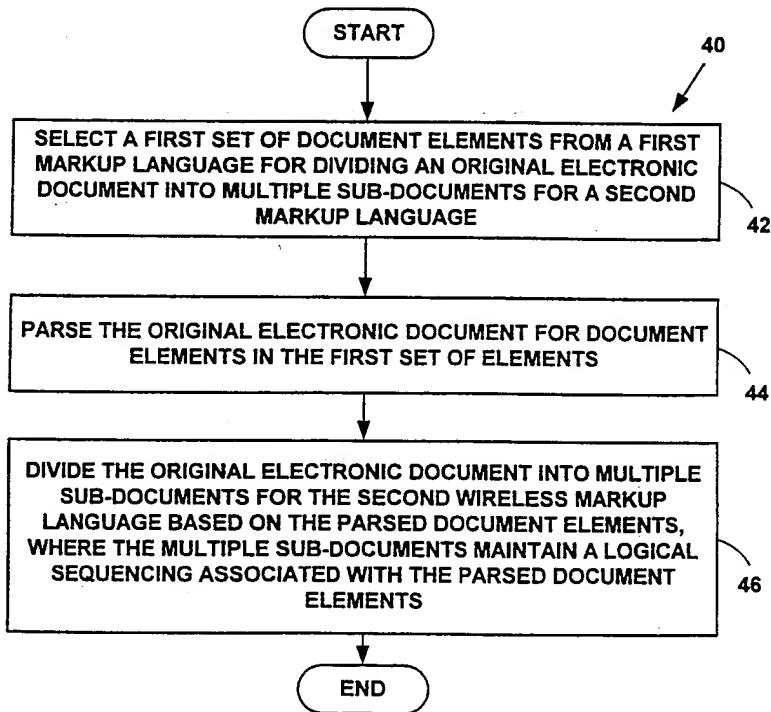 START
40
SELECT A FIRST SET OF DOCUMENT ELEMENTS FROM A FIRST
MARKUP LANGUAGE FOR DIVIDING AN ORIGINAL ELECTRONIC
DOCUMENT INTO MULTIPLE SUB-DOCUMENTS FOR A SECOND
MARKUP LANGUAGE
42
PARSE THE ORIGINAL ELECTRONIC DOCUMENT FOR DOCUMENT
ELEMENTS IN THE FIRST SET OF ELEMENTS
44
DIVIDE THE ORIGINAL ELECTRONIC DOCUMENT INTO MULTIPLE
SUB-DOCUMENTS FOR THE SECOND WIRELESS MARKUP
LANGUAGE BASED ON THE PARSED DOCUMENT ELEMENTS,
WHERE THE MULTIPLE SUB-DOCUMENTS MAINTAIN A LOGICAL
SEQUENCING ASSOCIATED WITH THE PARSED DOCUMENT
ELEMENTS
46
END